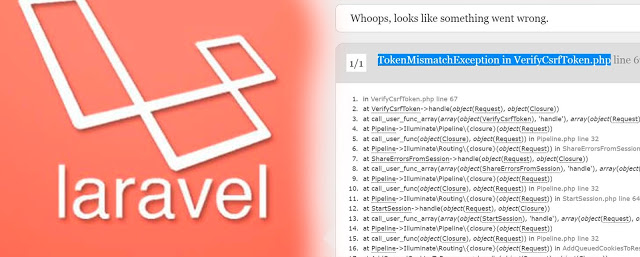 laravel
Whoops, looks like something went wrong.
1/1 TokenMismatchException in VerifyCsrfToken.php line 6
1. in VerifyCsrfToken.php line 67
2. at VerifyCsrfToken->handle(object(Request), object(Closure))
3. at call_user_func_array(array(object(VerifyCsrfToken), 'handle'), array(object(Request)
4. at Pipeline->Illuminate\Pipeline\{closure}(object(Request))
5. at call_user_func(object(Closure), object(Request)) in Pipeline.php line 32
6. at Pipeline->Illuminate\Routing\{closure}(object(Request)) in ShareErrorsFromSession
7. at ShareErrorsFromSession->handle(object(Request), object(Closure))
8. at call_user_func_array(array(object(ShareErrorsFromSession), 'handle'), array(object
9. at Pipeline->Illuminate\Pipeline\{closure}(object(Request))
10. at call_user_func(object(Closure), object(Request)) in Pipeline.php line 32
11. at Pipeline->Illuminate\Routing\{closure}(object(Request)) in StartSession.php line 64
12. at StartSession->handle(object(Request), object(Closure))
13. at call_user_func_array(array(object(StartSession), 'handle'), array(object(Request), o
14. at Pipeline->Illuminate\Pipeline\{closure}(object(Request))
15. at call_user_func(object(Closure), object(Request)) in Pipeline.php line 32
16. at Pipeline->Illuminate\Routing\{closure}(object(Request)) in AddQueuedCookiesToRes